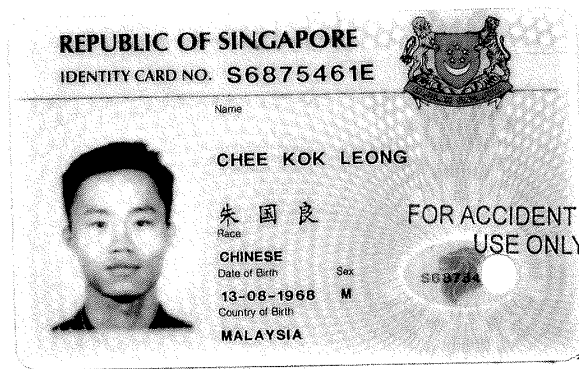 REPUBLIC OF SINGAPORE
IDENTITY CARD NO. S6875461E
Name
CHEE KOK LEONG
朱国良
FOR ACCIDENT
USE ONLY
Race
CHINESE
Date of Birth Sex
13-08-1968 M
Country of Birth
MALAYSIA